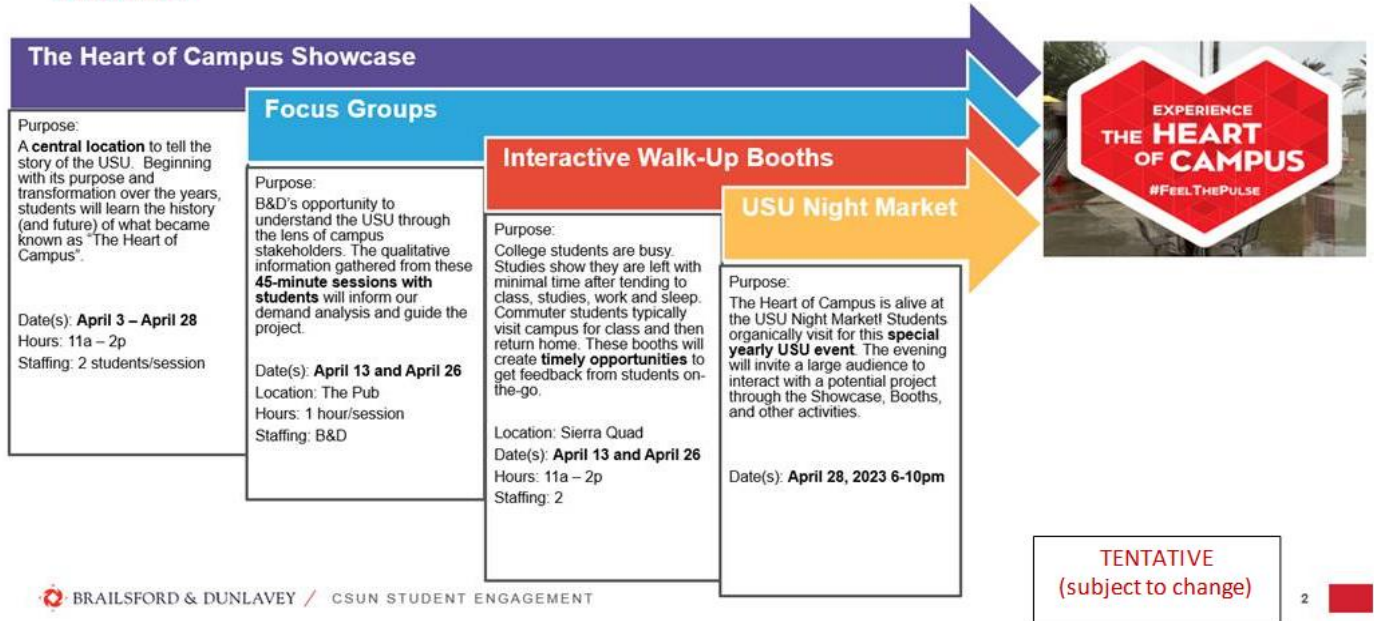 The Heart of Campus Showcase
Purpose:
A central location to tell the
story of the USU.  Beginning
with its purpose and
transformation over the years,
students will learn the history
(and future) of what became
known as "The Heart of
Campus".
Date(s): April 3 – April 28
Hours: 11a – 2p
Staffing: 2 students/session
Focus Groups
Purpose:
B&D's opportunity to
understand the USU through
the lens of campus
stakeholders. The qualitative
information gathered from these
45-minute sessions with
students will inform our
demand analysis and guide the
project.
Date(s): April 13 and April 26
Location: The Pub
Hours: 1 hour/session
Staffing: B&D
Interactive Walk-Up Booths
Purpose:
College students are busy.
Studies show they are left with
minimal time after tending to
class, studies, work and sleep.
Commuter students typically
visit campus for class and then
return home. These booths will
create timely opportunities to
get feedback from students on-
the-go.
Location: Sierra Quad
Date(s): April 13 and April 26
Hours: 11a – 2p
Staffing: 2
USU Night Market
Purpose:
The Heart of Campus is alive at
the USU Night Market! Students
organically visit for this special
yearly USU event. The evening
will invite a large audience to
interact with a potential project
through the Showcase, Booths,
and other activities.
Date(s): April 28, 2023 6-10pm
EXPERIENCE
THE HEART
OF CAMPUS
#FEELTHEPULSE
TENTATIVE
(subject to change)
BRAILSFORD & DUNLAVEY / CSUN STUDENT ENGAGEMENT
2